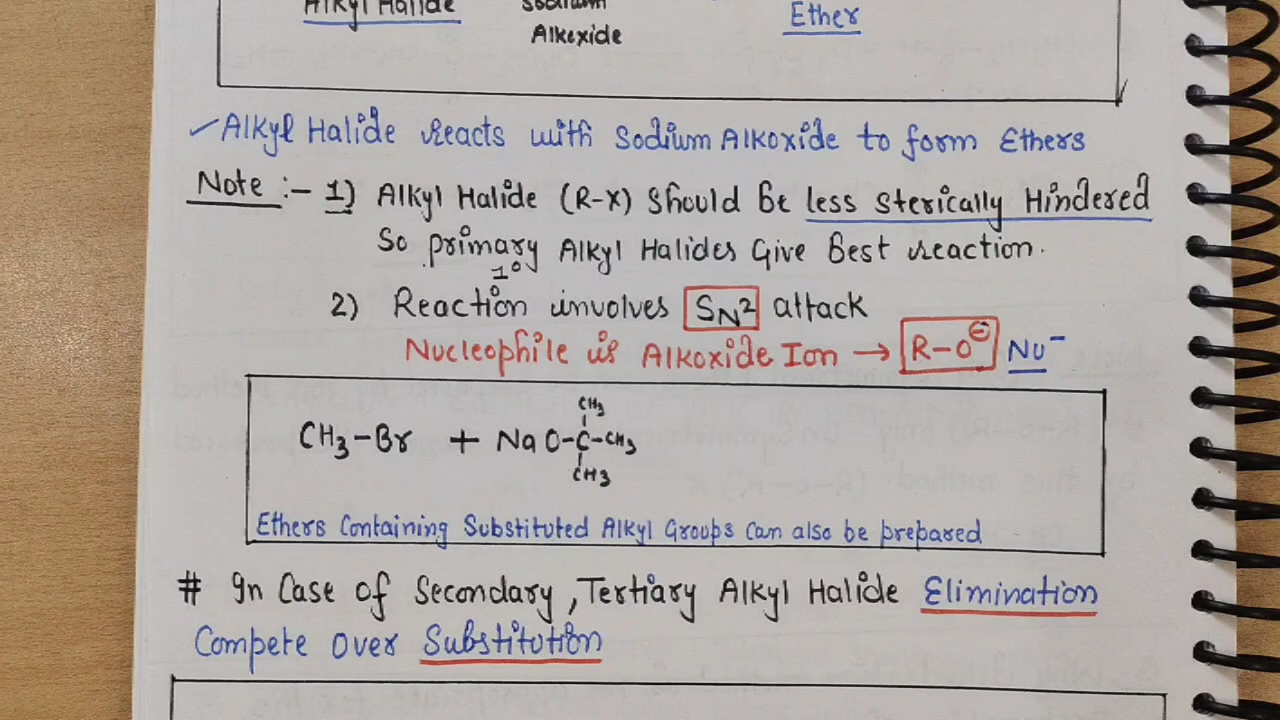 Alkyl Halide Sodium Ether
Alkoxide
✓Alkyl Halide reacts with Sodium Alkoxide to form Ethers
Note :- 1) Alkyl Halide (R-X) Should be less sterically Hindered
So primary Alkyl Halides Give Best reaction.
1°
2) Reaction involves SN2 attack
Nucleophile is Alkoxide Ion → R-O⊖ Nu⁻
CH3
CH3-Br + NaO-C-CH3
CH3
Ethers Containing Substituted Alkyl Groups Can also be prepared
# In Case of Secondary, Tertiary Alkyl Halide Elimination
Compete over Substitution